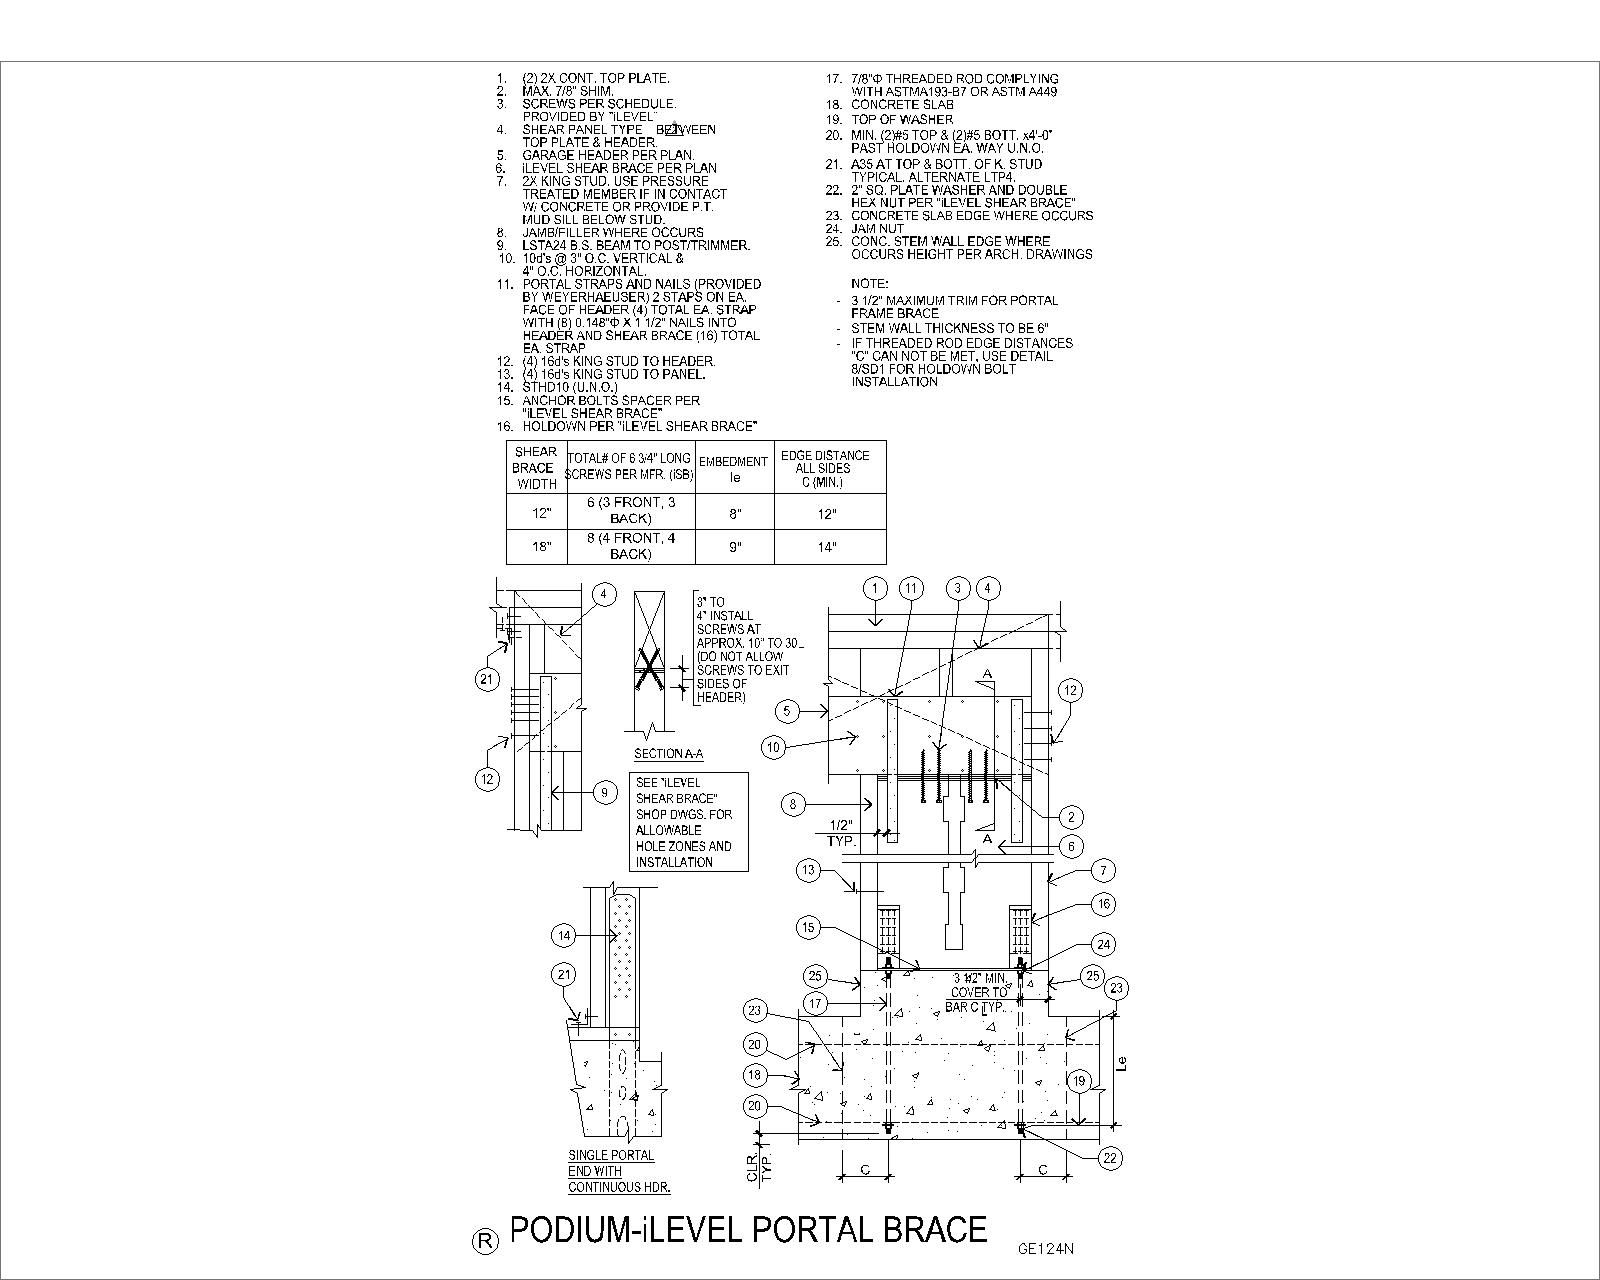 1. (2) 2X CONT. TOP PLATE.
2. MAX. 7/8" SHIM.
3. SCREWS PER SCHEDULE.
PROVIDED BY "iLEVEL"
4. SHEAR PANEL TYPE BETWEEN
TOP PLATE & HEADER.
5. GARAGE HEADER PER PLAN.
6. iLEVEL SHEAR BRACE PER PLAN
7. 2X KING STUD. USE PRESSURE
TREATED MEMBER IF IN CONTACT
W/ CONCRETE OR PROVIDE P.T.
MUD SILL BELOW STUD.
8. JAMB/FILLER WHERE OCCURS
9. LSTA24 B.S. BEAM TO POST/TRIMMER.
10. 10d's @ 3" O.C. VERTICAL &
4" O.C. HORIZONTAL.
11. PORTAL STRAPS AND NAILS (PROVIDED
BY WEYERHAEUSER) 2 STAPS ON EA.
FACE OF HEADER (4) TOTAL EA. STRAP
WITH (8) 0.148"Φ X 1 1/2" NAILS INTO
HEADER AND SHEAR BRACE (16) TOTAL
EA. STRAP
12. (4) 16d's KING STUD TO HEADER.
13. (4) 16d's KING STUD TO PANEL.
14. STHD10 (U.N.O.)
15. ANCHOR BOLTS SPACER PER
"iLEVEL SHEAR BRACE"
16. HOLDOWN PER "iLEVEL SHEAR BRACE"
17. 7/8"Φ THREADED ROD COMPLYING
WITH ASTMA193-B7 OR ASTM A449
18. CONCRETE SLAB
19. TOP OF WASHER
20. MIN. (2)#5 TOP & (2)#5 BOTT. x4'-0"
PAST HOLDOWN EA. WAY U.N.O.
21. A35 AT TOP & BOTT. OF K. STUD
TYPICAL. ALTERNATE LTP4.
22. 2" SQ. PLATE WASHER AND DOUBLE
HEX NUT PER "iLEVEL SHEAR BRACE"
23. CONCRETE SLAB EDGE WHERE OCCURS
24. JAM NUT
25. CONC. STEM WALL EDGE WHERE
OCCURS HEIGHT PER ARCH. DRAWINGS
NOTE:
- 3 1/2" MAXIMUM TRIM FOR PORTAL
FRAME BRACE
- STEM WALL THICKNESS TO BE 6"
- IF THREADED ROD EDGE DISTANCES
"C" CAN NOT BE MET, USE DETAIL
8/SD1 FOR HOLDOWN BOLT
INSTALLATION
SHEAR
BRACE
WIDTH
TOTAL# OF 6 3/4" LONG
SCREWS PER MFR. (iSB)
EMBEDMENT
le
EDGE DISTANCE
ALL SIDES
C (MIN.)
12"
6 (3 FRONT, 3
BACK)
8"
12"
18"
8 (4 FRONT, 4
BACK)
9"
14"
4
21
12
9
3" TO
4" INSTALL
SCREWS AT
APPROX. 10" TO 30_
(DO NOT ALLOW
SCREWS TO EXIT
SIDES OF
HEADER)
SECTION A-A
SEE "iLEVEL
SHEAR BRACE"
SHOP DWGS. FOR
ALLOWABLE
HOLE ZONES AND
INSTALLATION
14
21
SINGLE PORTAL
END WITH
CONTINUOUS HDR.
1
11
3
4
A
12
5
10
8
2
1/2"
TYP.
A
6
13
7
16
15
24
25
3 1/2" MIN.
COVER TO
BAR C TYP.
25
23
17
23
20
18
19
Le
20
22
CLR.
TYP.
C
C
R PODIUM-iLEVEL PORTAL BRACE
GE124N